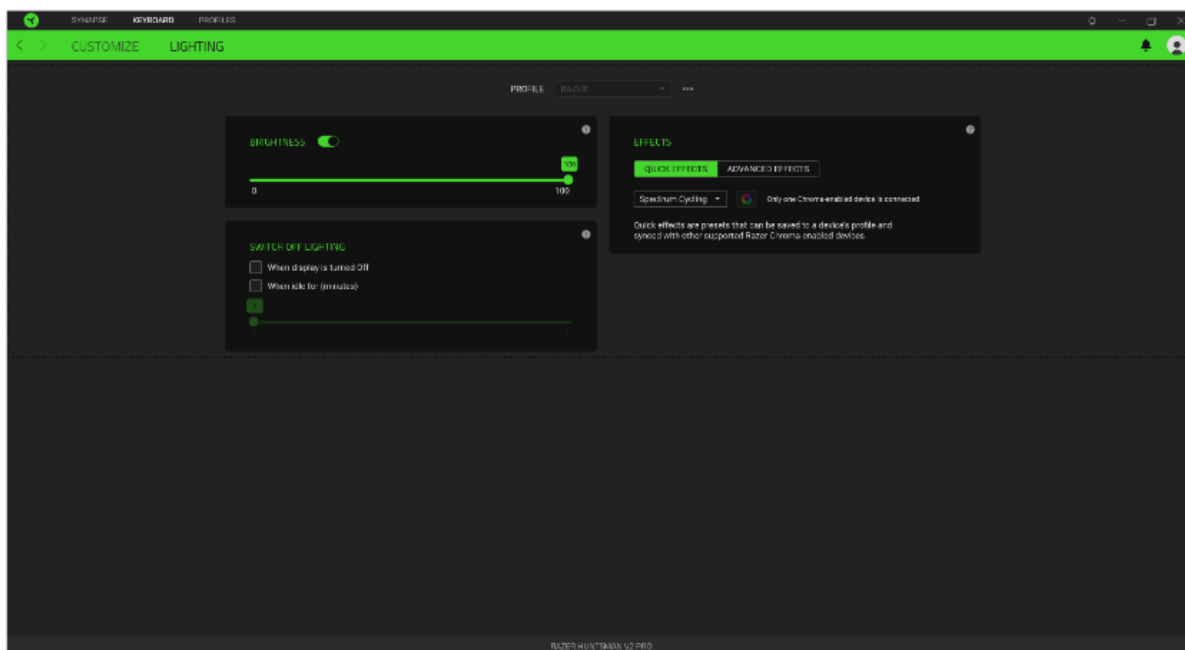 SYNAPSE KEYBOARD PROFILES
CUSTOMIZE LIGHTING
PROFILE RAZER
BRIGHTNESS
100
0 100
SWITCH OFF LIGHTING
When display is turned Off
When idle for (minutes)
EFFECTS
QUICK EFFECTS ADVANCED EFFECTS
Spectrum Cycling Only one Chroma-enabled device is connected
Quick effects are presets that can be saved to a device's profile and
synced with other supported Razer Chroma-enabled devices
RAZER HUNTSMAN V2 PRO